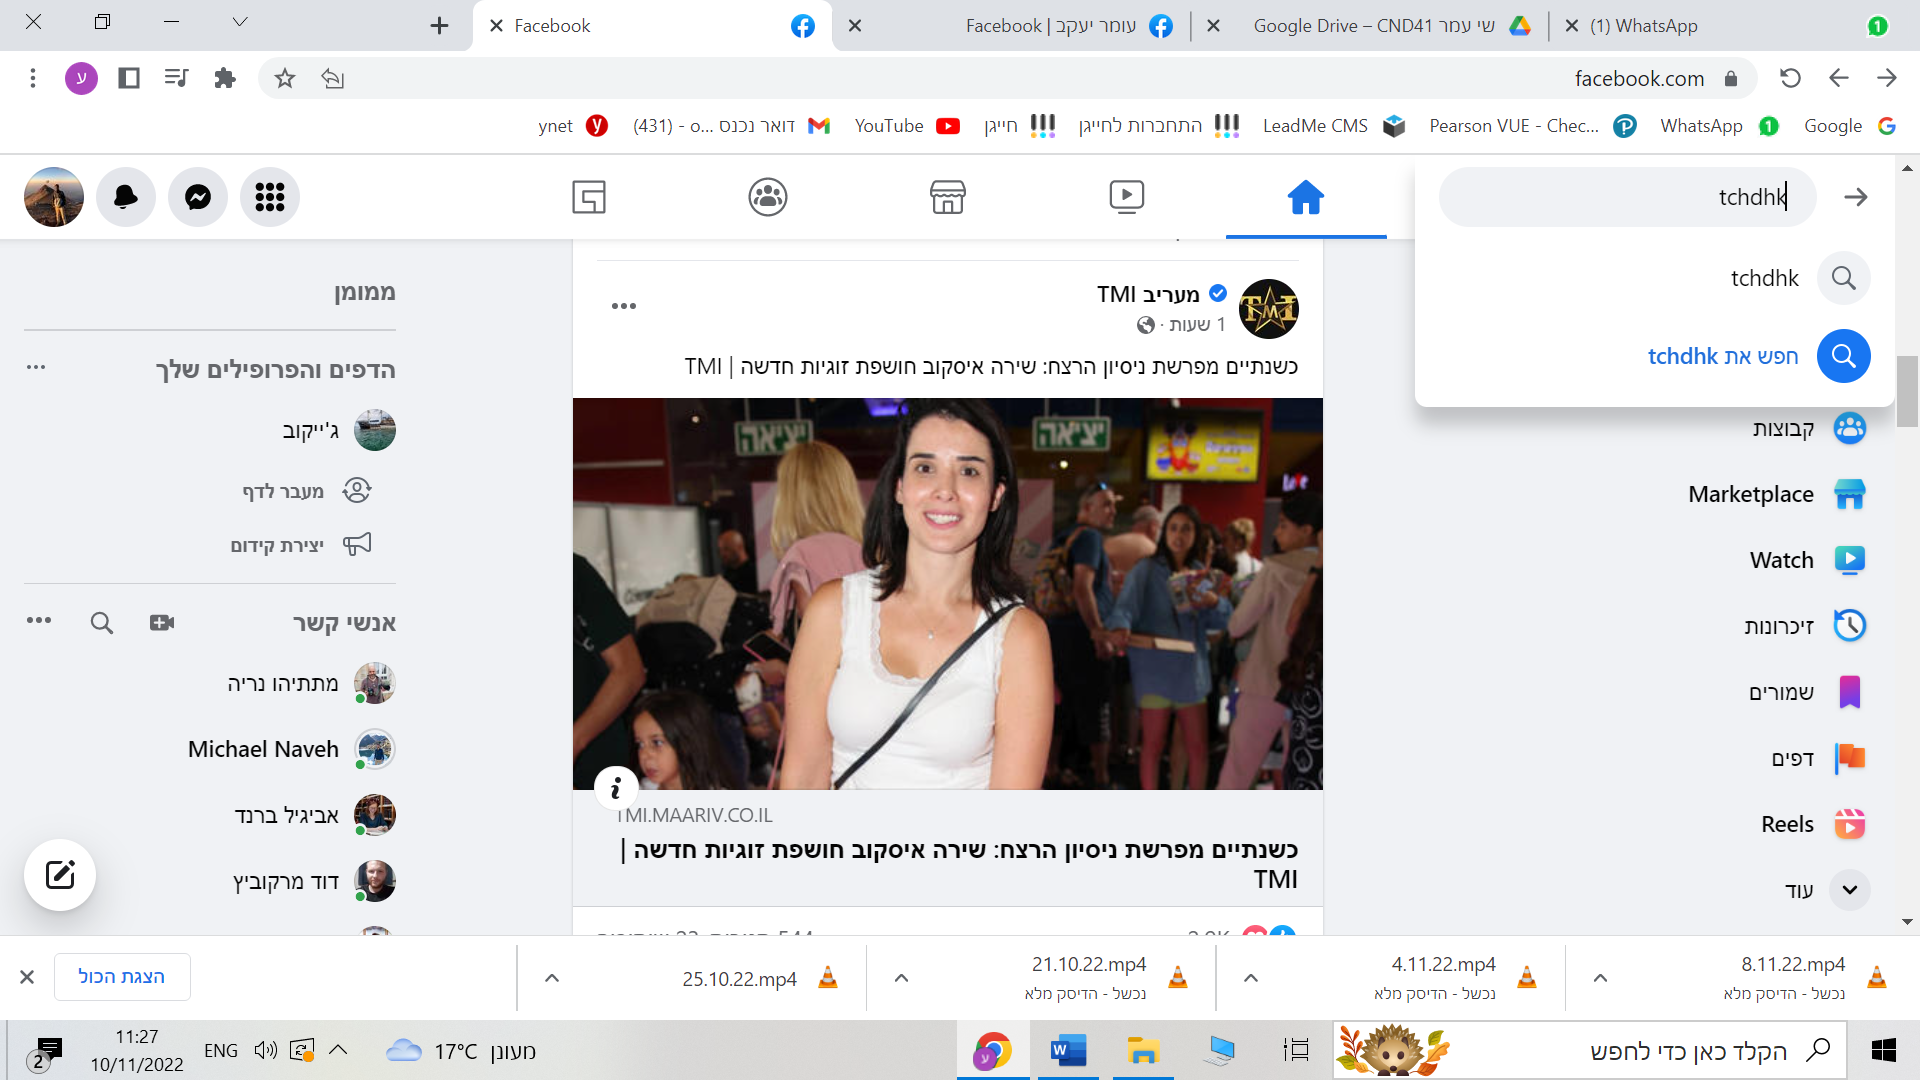 Facebook
עומר יעקב | Facebook
שי עמר CND41 – Google Drive
(1) WhatsApp
facebook.com
Google
WhatsApp
Pearson VUE - Chec...
LeadMe CMS
התחברות לחייגן
חייגן
YouTube
דואר נכנס (431) - o...
ynet
tchdhk
tchdhk
חפש את tchdhk
קבוצות
Marketplace
Watch
זיכרונות
שמורים
דפים
Reels
עוד
מעריב TMI
1 שעות ·
כשנתיים מפרשת ניסיון הרצח: שירה איסקוב חושפת זוגיות חדשה | TMI
יציאה
יציאה
TMI.MAARIV.CO.IL
כשנתיים מפרשת ניסיון הרצח: שירה איסקוב חושפת זוגיות חדשה |
TMI
ממומן
הדפים והפרופילים שלך
ג'ייקוב
מעבר לדף
יצירת קידום
אנשי קשר
מתתיהו נריה
Michael Naveh
אביגיל ברנד
דוד מרקוביץ
8.11.22.mp4
נכשל - הדיסק מלא
4.11.22.mp4
נכשל - הדיסק מלא
21.10.22.mp4
נכשל - הדיסק מלא
25.10.22.mp4
הצגת הכול
הקלד כאן כדי לחפש
17°C מעונן
ENG
11:27
10/11/2022
2